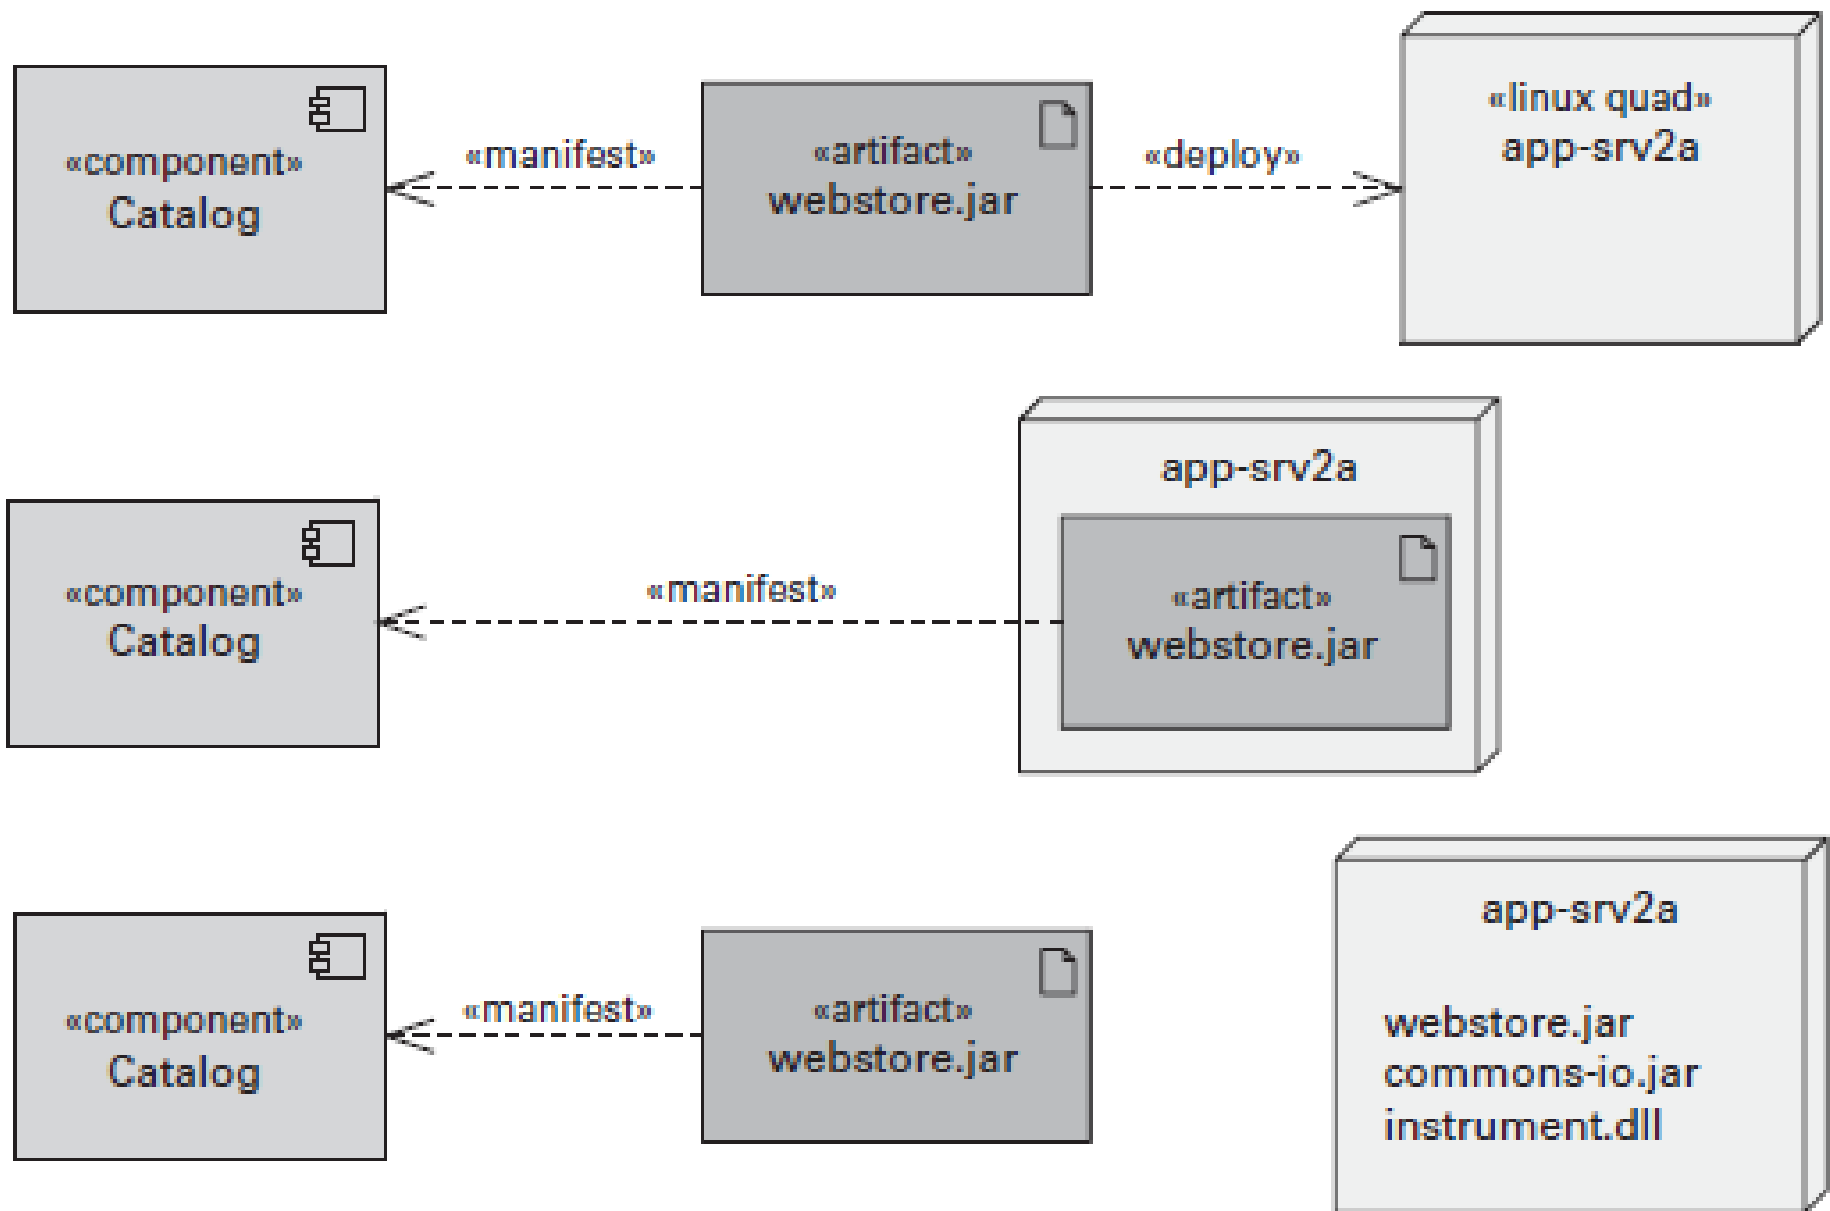 «component»
Catalog
«manifest»
«artifact»
webstore.jar
«deploy»
«linux quad»
app-srv2a
«component»
Catalog
«manifest»
app-srv2a
«artifact»
webstore.jar
«component»
Catalog
«manifest»
«artifact»
webstore.jar
app-srv2a
webstore.jar
commons-io.jar
instrument.dll